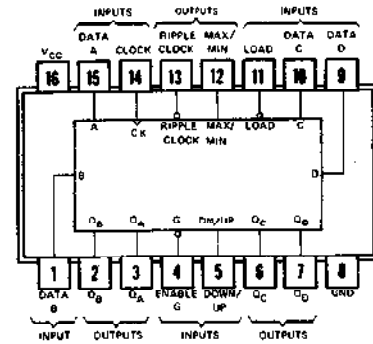 INPUTS OUTPUTS INPUTS
DATA RIPPLE MAX/ DATA DATA
VCC A CLOCK CLOCK MIN LOAD C D
16 15 14 13 12 11 10 9
A CK RIPPLE MAX/ LOAD C
CLOCK MIN
B D
QB QA G DN/UP QC QD
1 2 3 4 5 6 7 8
DATA QB QA ENABLE DOWN/ QC QD GND
B G UP
INPUT OUTPUTS INPUTS OUTPUTS